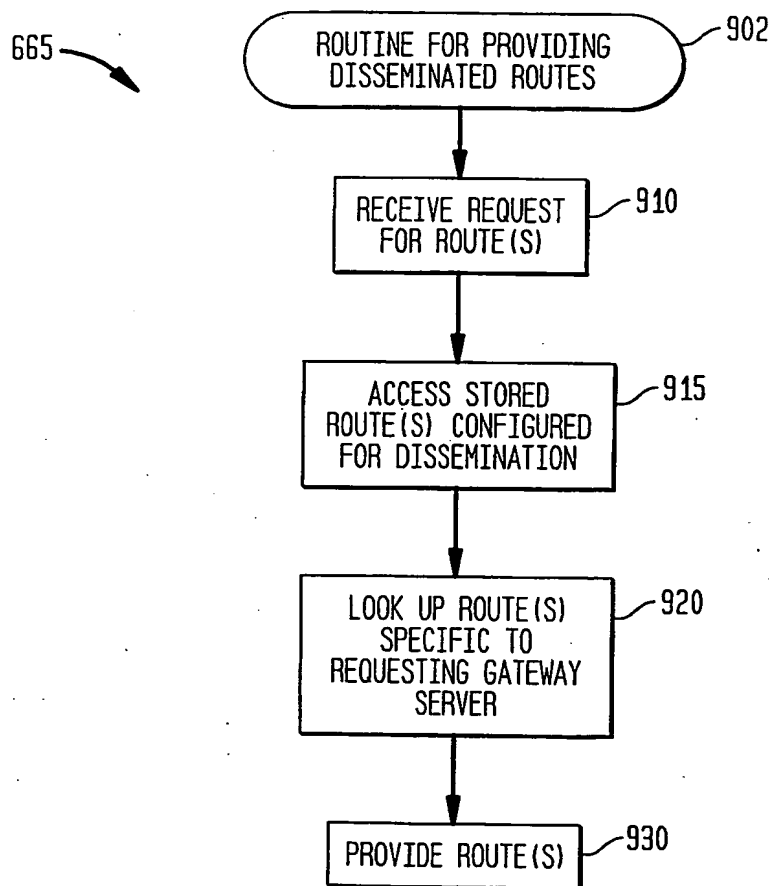 665
ROUTINE FOR PROVIDING
DISSEMINATED ROUTES
902
RECEIVE REQUEST
FOR ROUTE(S)
910
ACCESS STORED
ROUTE(S) CONFIGURED
FOR DISSEMINATION
915
LOOK UP ROUTE(S)
SPECIFIC TO
REQUESTING GATEWAY
SERVER
920
PROVIDE ROUTE(S)
930